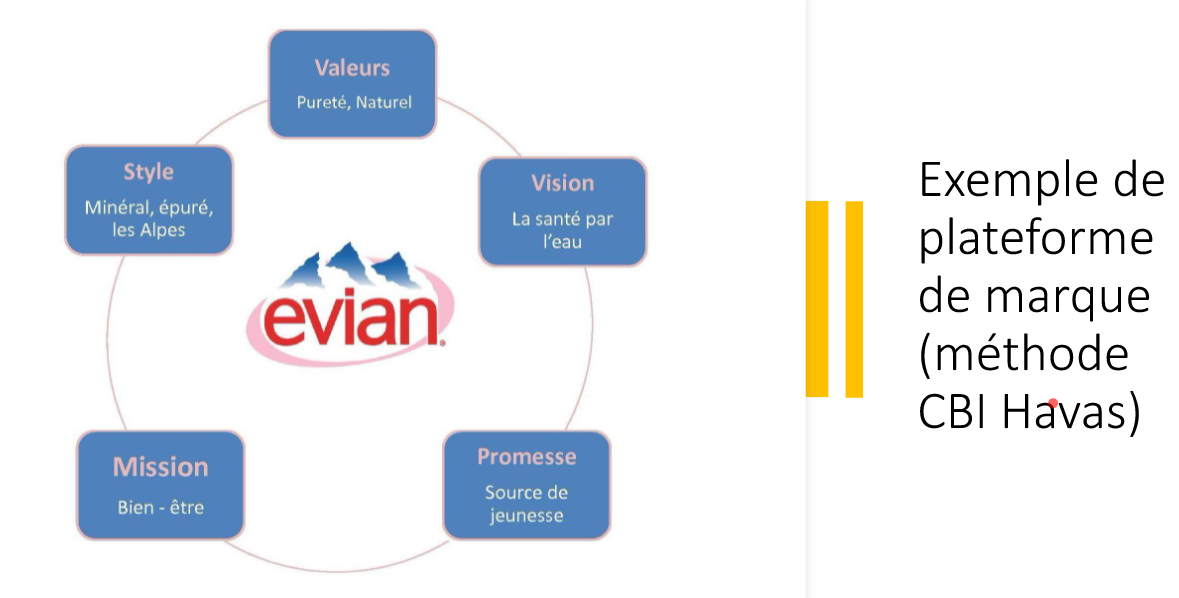 Valeurs
Pureté, Naturel
Style
Minéral, épuré,
les Alpes
Vision
La santé par
l'eau
evian®
Mission
Bien - être
Promesse
Source de
jeunesse
Exemple de
plateforme
de marque
(méthode
CBI Havas)